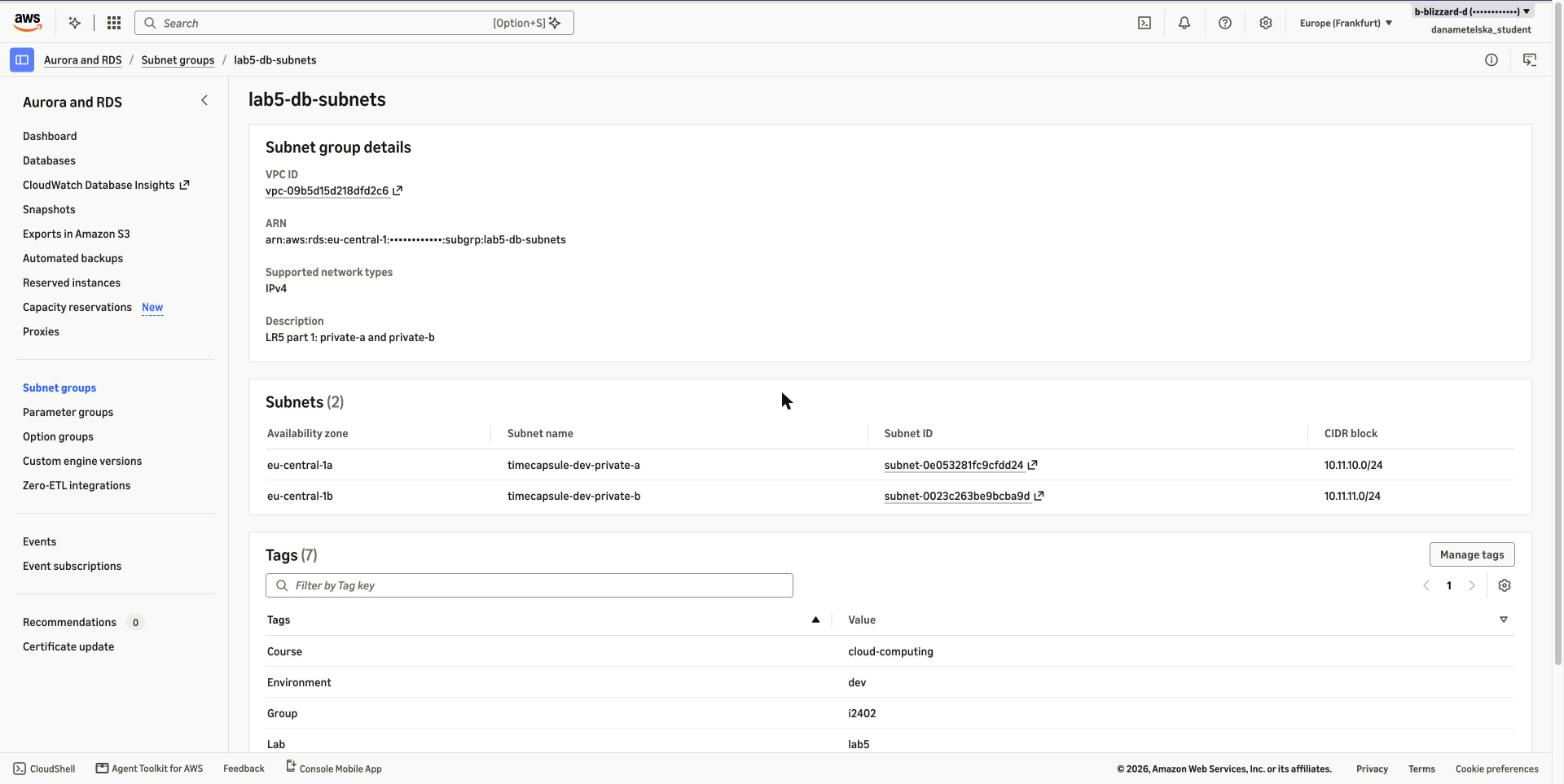 aws
Search [Option+S]
Europe (Frankfurt)
b-blizzard-d (••••••••••••)
danametelska_student
Aurora and RDS / Subnet groups / lab5-db-subnets
Aurora and RDS
Dashboard
Databases
CloudWatch Database Insights
Snapshots
Exports in Amazon S3
Automated backups
Reserved instances
Capacity reservations New
Proxies
Subnet groups
Parameter groups
Option groups
Custom engine versions
Zero-ETL integrations
Events
Event subscriptions
Recommendations 0
Certificate update
lab5-db-subnets
Subnet group details
VPC ID
vpc-09b5d15d218dfd2c6
ARN
arn:aws:rds:eu-central-1:••••••••••••:subgrp:lab5-db-subnets
Supported network types
IPv4
Description
LR5 part 1: private-a and private-b
Subnets (2)
Availability zone Subnet name Subnet ID CIDR block
eu-central-1a timecapsule-dev-private-a subnet-0e053281fc9cfdd24 10.11.10.0/24
eu-central-1b timecapsule-dev-private-b subnet-0023c263be9bcba9d 10.11.11.0/24
Tags (7)
Manage tags
Filter by Tag key
1
Tags Value
Course cloud-computing
Environment dev
Group i2402
Lab lab5
CloudShell Agent Toolkit for AWS Feedback Console Mobile App
© 2026, Amazon Web Services, Inc. or its affiliates. Privacy Terms Cookie preferences